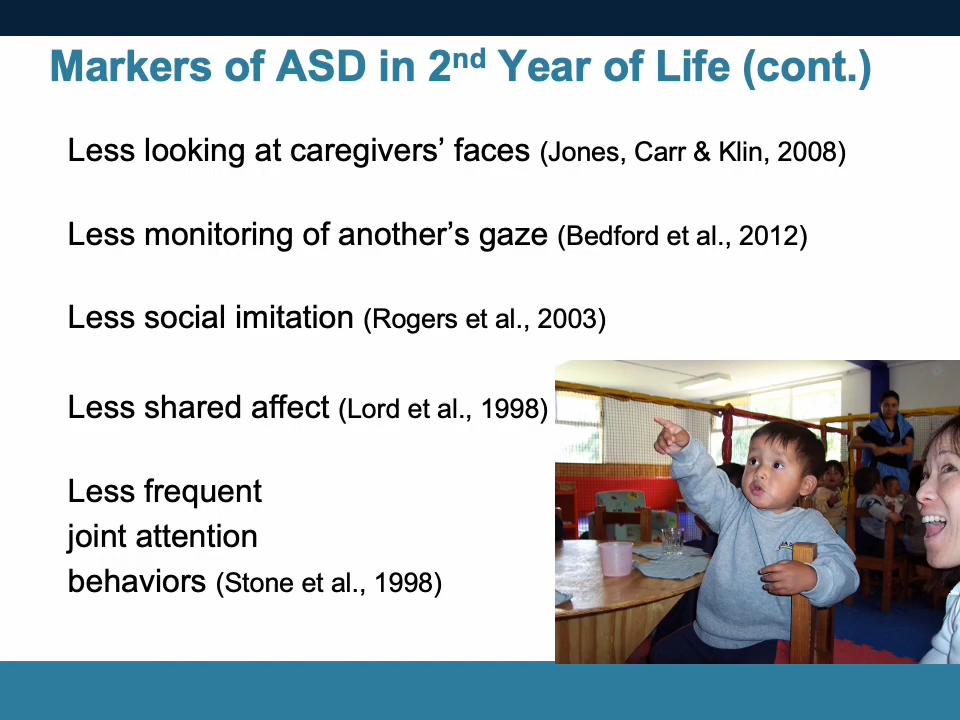 Markers of ASD in 2nd Year of Life (cont.)
Less looking at caregivers’ faces (Jones, Carr & Klin, 2008)
Less monitoring of another’s gaze (Bedford et al., 2012)
Less social imitation (Rogers et al., 2003)
Less shared affect (Lord et al., 1998)
Less frequent
joint attention
behaviors (Stone et al., 1998)